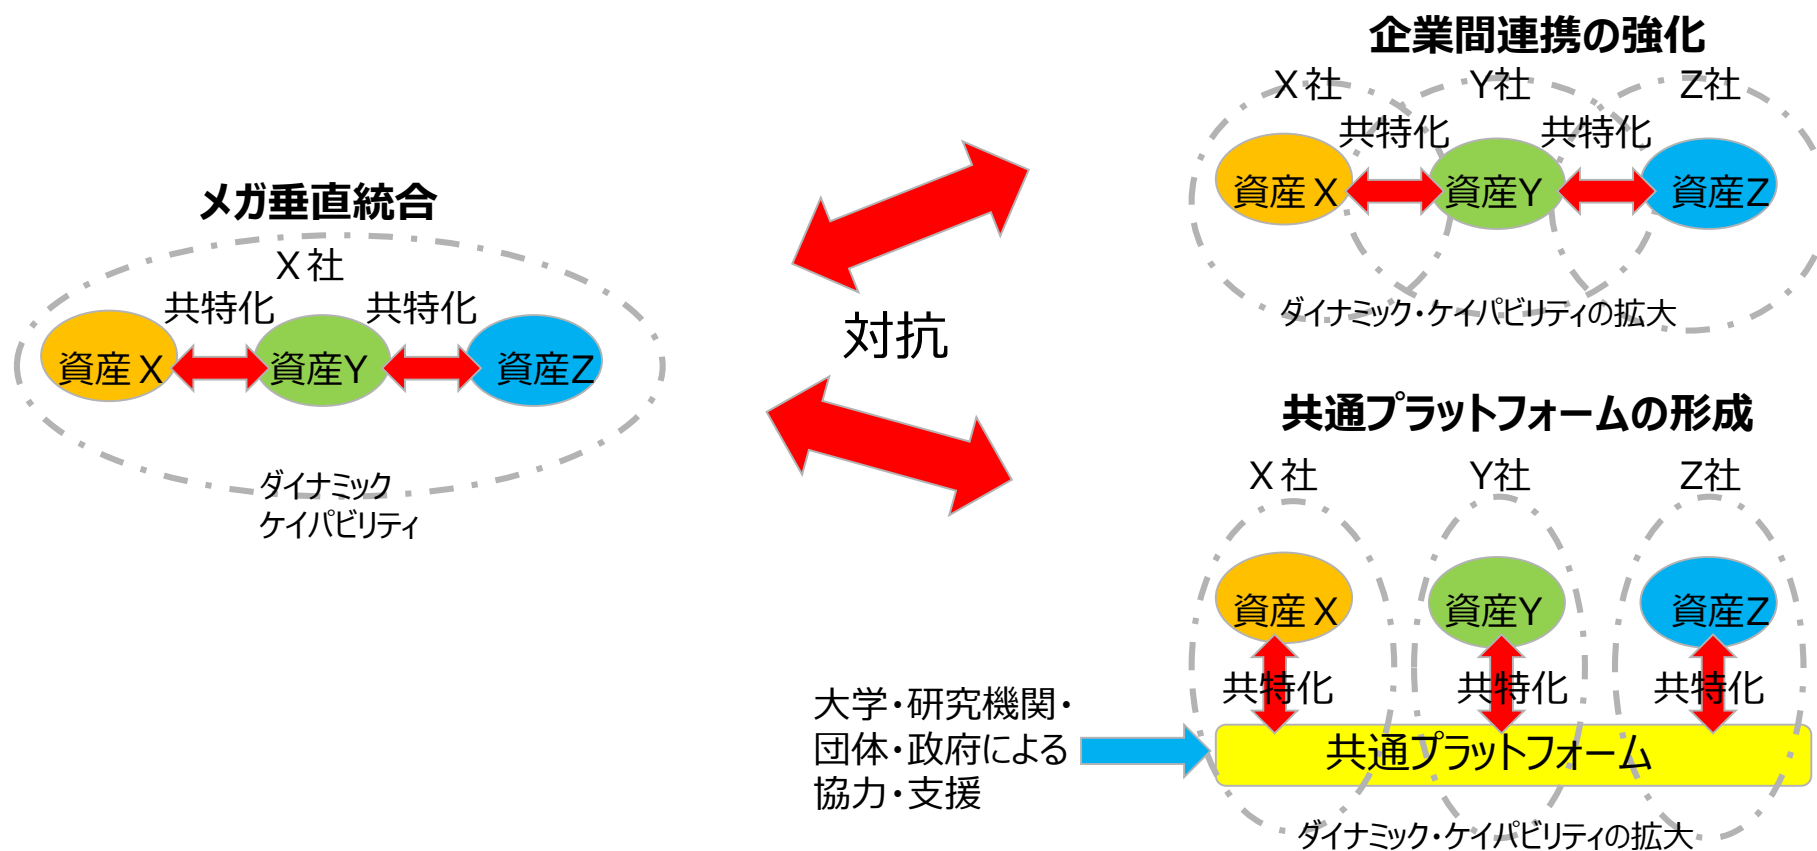 メガ垂直統合
X社
共特化 共特化
資産X 資産Y 資産Z
ダイナミック
ケイパビリティ
対抗
企業間連携の強化
X社 Y社 Z社
共特化 共特化
資産X 資産Y 資産Z
ダイナミック・ケイパビリティの拡大
共通プラットフォームの形成
X社 Y社 Z社
資産X 資産Y 資産Z
共特化 共特化 共特化
共通プラットフォーム
大学・研究機関・
団体・政府による
協力・支援
ダイナミック・ケイパビリティの拡大